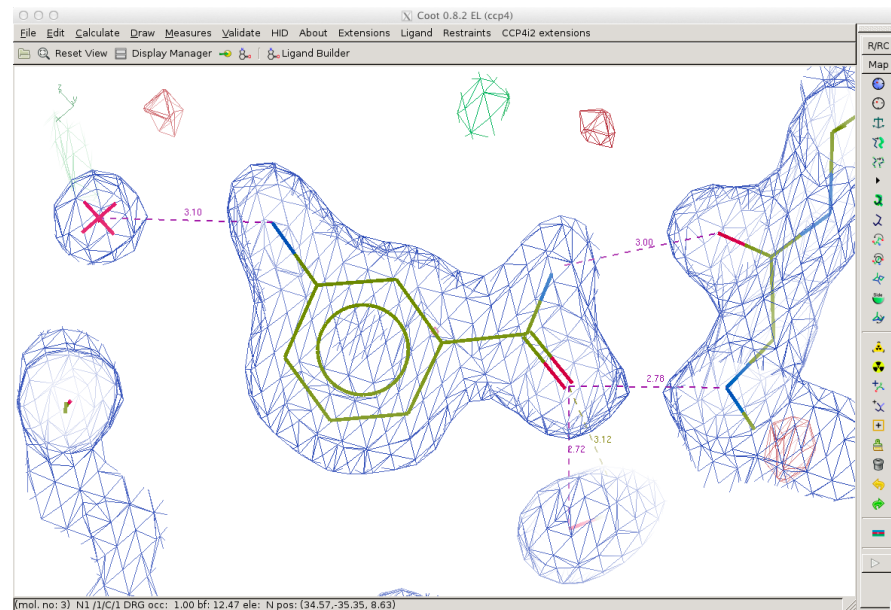 Coot 0.8.2 EL (ccp4)
File Edit Calculate Draw Measures Validate HID About Extensions Ligand Restraints CCP4i2 extensions
Reset View Display Manager Ligand Builder
R/RC
Map
3.10
3.00
2.78
3.12
2.72
Side
(mol. no: 3) N1 /1/C/1 DRG occ: 1.00 bf: 12.47 ele: N pos: (34.57,-35.35, 8.63)